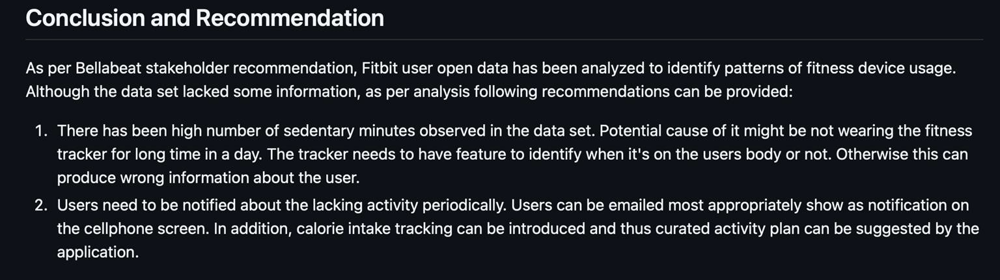 Conclusion and Recommendation
As per Bellabeat stakeholder recommendation, Fitbit user open data has been analyzed to identify patterns of fitness device usage.
Although the data set lacked some information, as per analysis following recommendations can be provided:
1. There has been high number of sedentary minutes observed in the data set. Potential cause of it might be not wearing the fitness
tracker for long time in a day. The tracker needs to have feature to identify when it's on the users body or not. Otherwise this can
produce wrong information about the user.
2. Users need to be notified about the lacking activity periodically. Users can be emailed most appropriately show as notification on
the cellphone screen. In addition, calorie intake tracking can be introduced and thus curated activity plan can be suggested by the
application.